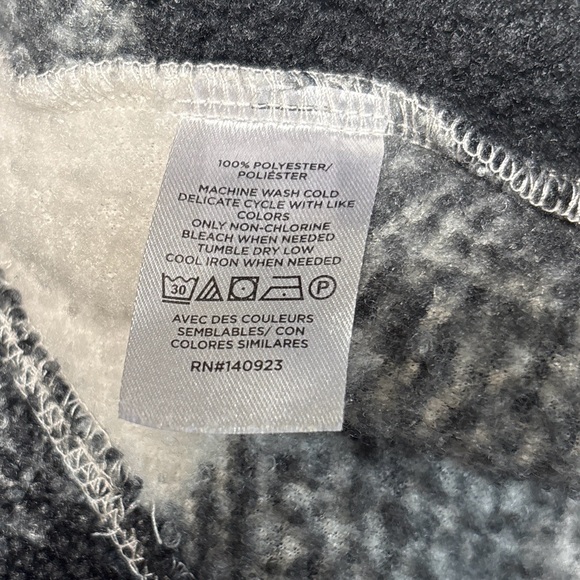 100% POLYESTER/
POLIÉSTER
MACHINE WASH COLD
DELICATE CYCLE WITH LIKE
COLORS
ONLY NON-CHLORINE
BLEACH WHEN NEEDED
TUMBLE DRY LOW
COOL IRON WHEN NEEDED
30 P
AVEC DES COULEURS
SEMBLABLES/ CON
COLORES SIMILARES
RN#140923